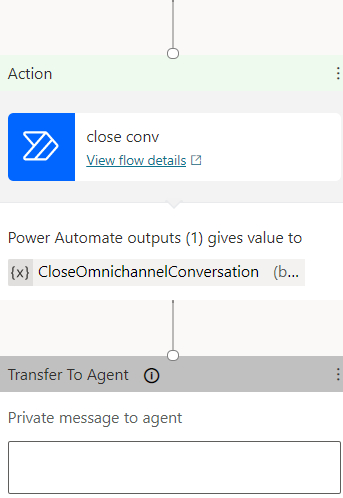 Action
close conv
View flow details
Power Automate outputs (1) gives value to
{x} CloseOmnichannelConversation (b...
Transfer To Agent
Private message to agent